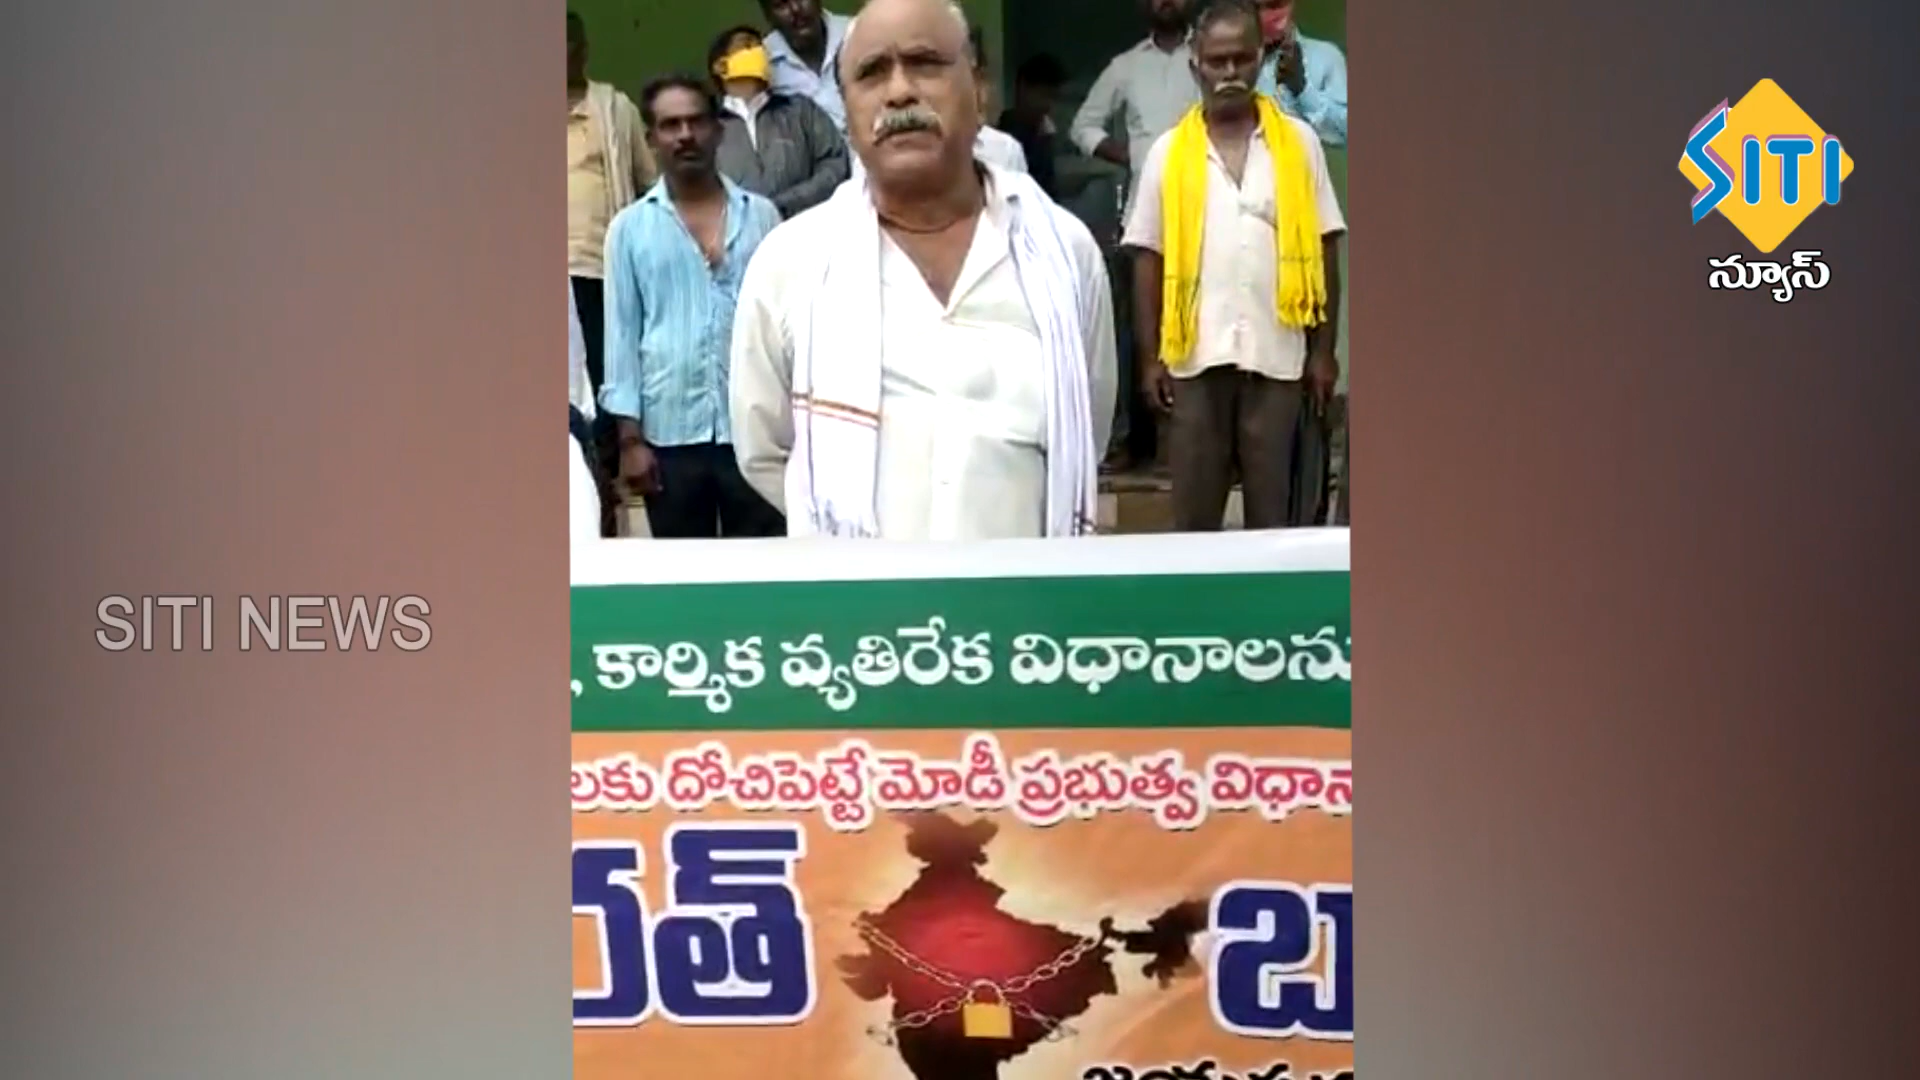 SITI
న్యూస్
SITI NEWS
, కార్మిక వ్యతిరేక విధానాలను
లకు దోచిపెట్టే మోడీ ప్రభుత్వ విధానా
రత్ బ